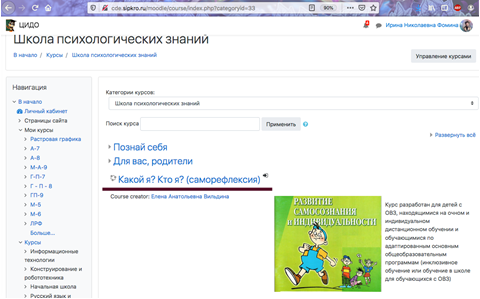 cdo.sipkro.ru/moodle/course/index.php?categoryid=33
90%
ЦИДО
Ирина Николаевна Фомина
Школа психологических знаний
В начало / Курсы / Школа психологических знаний
Управление курсами
Навигация
В начало
Личный кабинет
Страницы сайта
Мои курсы
Растровая графика
А-7
А-8
М-А-9
Г-П-7
Г - П - 8
ГП-9
М-5
М-6
ЛРФ
Больше...
Курсы
Информационные технологии
Конструирование и робототехника
Начальная школа
Русский язык и
Категории курсов:
Школа психологических знаний
Поиск курса
Применить
Развернуть всё
Познай себя
Для вас, родители
Какой я? Кто я? (саморефлексия)
Course creator: Елена Анатольевна Вильдина
РАЗВИТИЕ
САМОСОЗНАНИЯ
и ИНДИВИДУАЛЬНОСТИ
Курс разработан для детей с
ОВЗ, находящимися на очном и
индивидуальном
дистанционном обучении и
обучающимися по
адаптированным основным
общеобразовательным
программам (инклюзивное
обучение или обучение в школе
для обучающихся с ОВЗ)